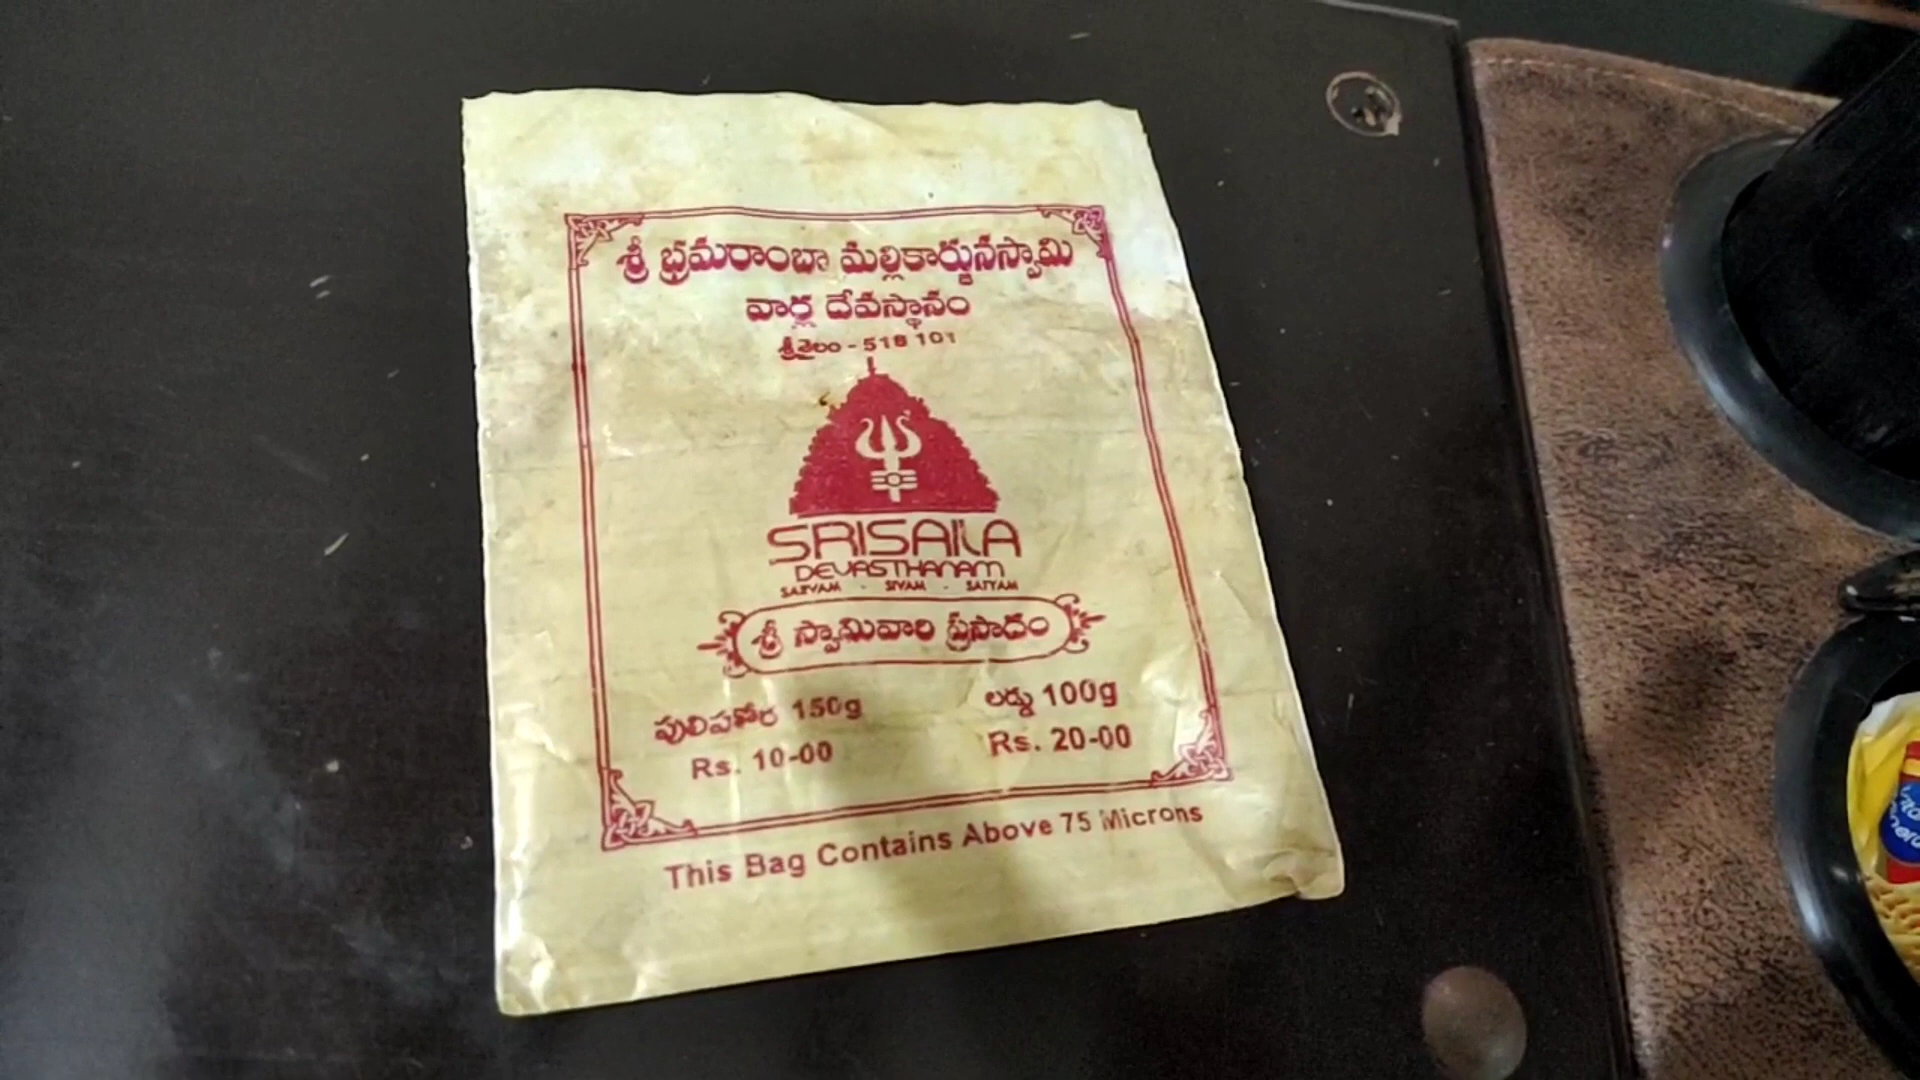 శ్రీ భ్రమరాంబా మల్లికార్జునస్వామి
వార్ల దేవస్థానం
శ్రీశైలం - 518 101
SRISAILA
DEVASTHANAM
SARVAM - SIVAM - SATYAM
శ్రీ స్వామివారి ప్రసాదం
పులిహోర 150g
Rs. 10-00
లడ్డు 100g
Rs. 20-00
This Bag Contains Above 75 Microns